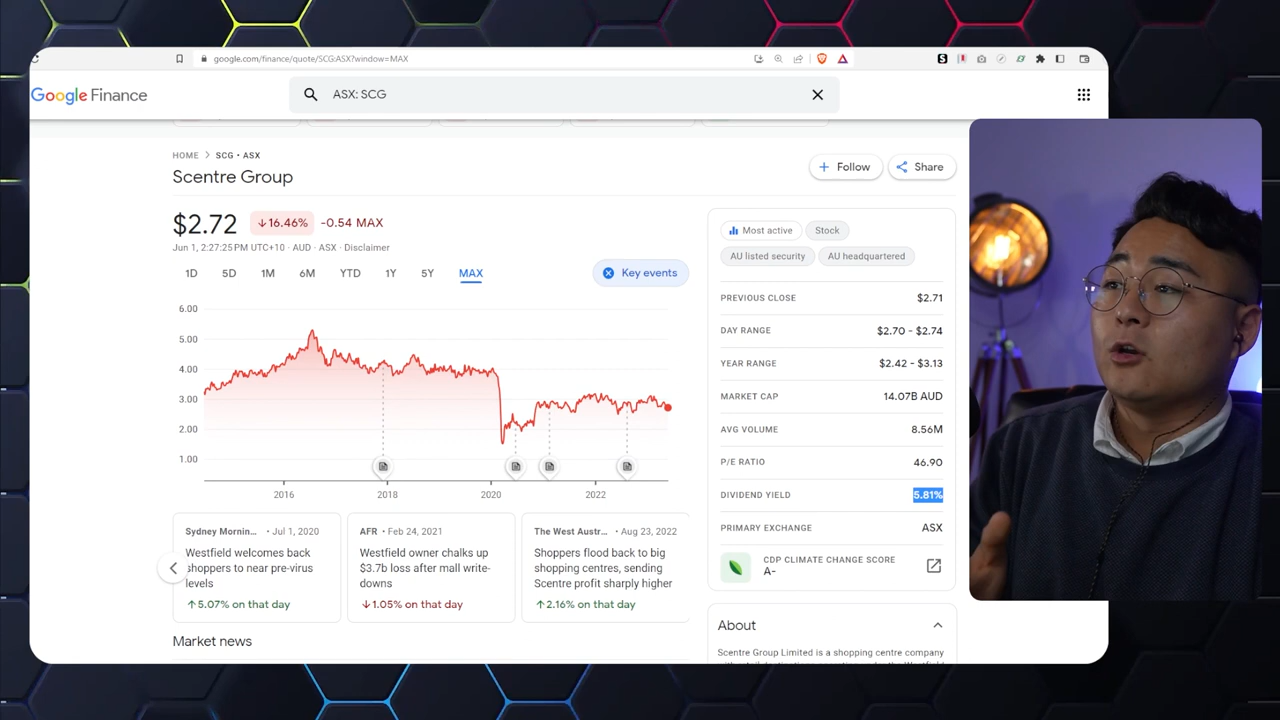 google.com/finance/quote/SCG:ASX?window=MAX
Google Finance
ASX: SCG
HOME > SCG • ASX
Scentre Group
Follow
Share
$2.72
↓16.46%
-0.54 MAX
Jun 1, 2:27:25 PM UTC+10 · AUD · ASX · Disclaimer
1D 5D 1M 6M YTD 1Y 5Y MAX
Key events
6.00
5.00
4.00
3.00
2.00
1.00
2016 2018 2020 2022
Most active
Stock
AU listed security
AU headquartered
PREVIOUS CLOSE $2.71
DAY RANGE $2.70 - $2.74
YEAR RANGE $2.42 - $3.13
MARKET CAP 14.07B AUD
AVG VOLUME 8.56M
P/E RATIO 46.90
DIVIDEND YIELD 5.81%
PRIMARY EXCHANGE ASX
CDP CLIMATE CHANGE SCORE
A-
Sydney Mornin... • Jul 1, 2020
Westfield welcomes back
shoppers to near pre-virus
levels
↑5.07% on that day
AFR • Feb 24, 2021
Westfield owner chalks up
$3.7b loss after mall write-
downs
↓1.05% on that day
The West Austr... • Aug 23, 2022
Shoppers flood back to big
shopping centres, sending
Scentre profit sharply higher
↑2.16% on that day
Market news
About
Scentre Group Limited is a shopping centre company